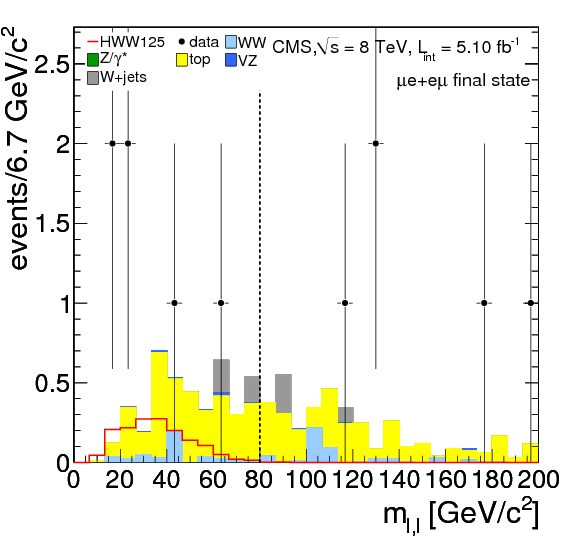 HWW125 data WW CMS,√s = 8 TeV, L_int = 5.10 fb⁻¹
Z/γ* top VZ
W+jets μe+eμ final state
events/6.7 GeV/c²
2.5
2
1.5
1
0.5
0
0 20 40 60 80 100 120 140 160 180 200
m_l,l [GeV/c²]